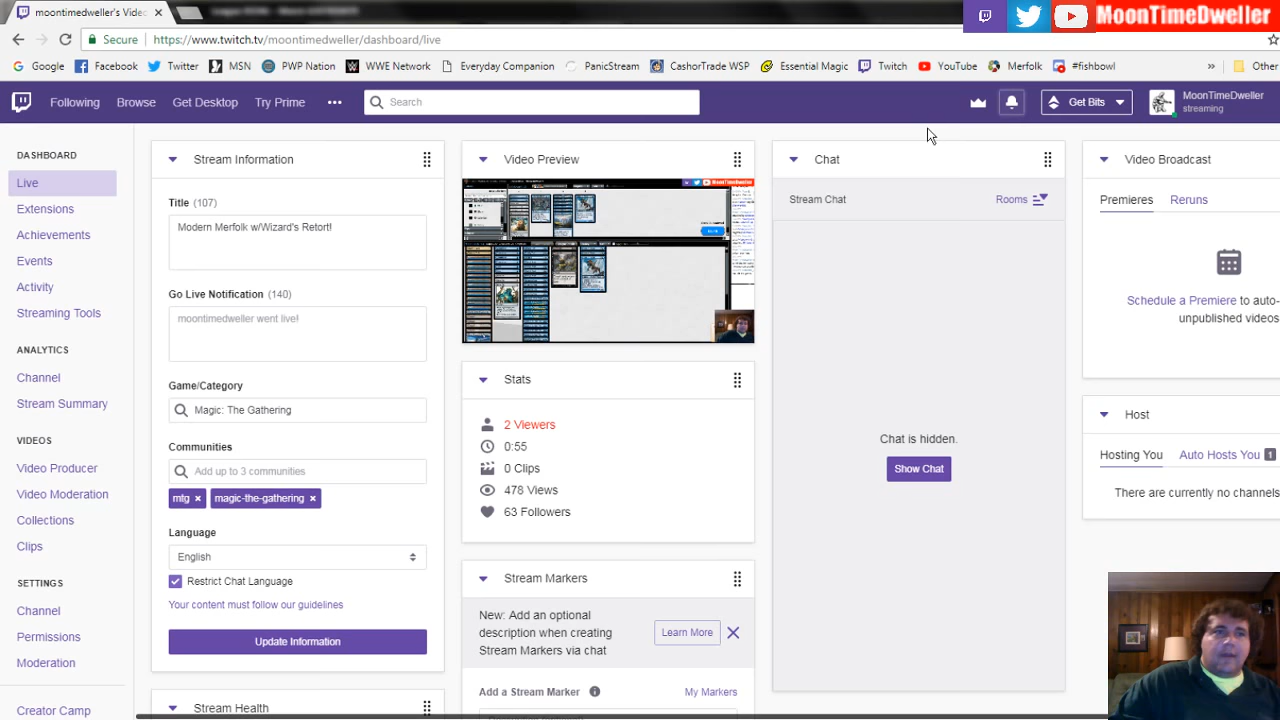 moontimedweller's Vide
MoonTimeDweller
Secure https://www.twitch.tv/moontimedweller/dashboard/live
Google Facebook Twitter MSN PWP Nation WWE Network Everyday Companion PanicStream CashorTrade WSP Essential Magic Twitch YouTube Merfolk #fishbowl » Other
Following Browse Get Desktop Try Prime ••• Search Get Bits MoonTimeDweller
streaming
DASHBOARD
Live
Extensions
Achievements
Events
Activity
Streaming Tools
ANALYTICS
Channel
Stream Summary
VIDEOS
Video Producer
Video Moderation
Collections
Clips
SETTINGS
Channel
Permissions
Moderation
Creator Camp
Stream Information
Title (107)
Modern Merfolk w/Wizard's Retort!
Go Live Notification (140)
moontimedweller went live!
Game/Category
Magic: The Gathering
Communities
Add up to 3 communities
mtg × magic-the-gathering ×
Language
English
Restrict Chat Language
Your content must follow our guidelines
Update Information
Stream Health
Video Preview
MoonTimeDweller
Stats
2 Viewers
0:55
0 Clips
478 Views
63 Followers
Stream Markers
New: Add an optional
description when creating
Stream Markers via chat
Learn More
Add a Stream Marker
My Markers
Chat
Stream Chat Rooms
Chat is hidden.
Show Chat
Video Broadcast
Premieres Reruns
Schedule a Premiere to auto-
unpublished videos
Host
Hosting You Auto Hosts You 1
There are currently no channels